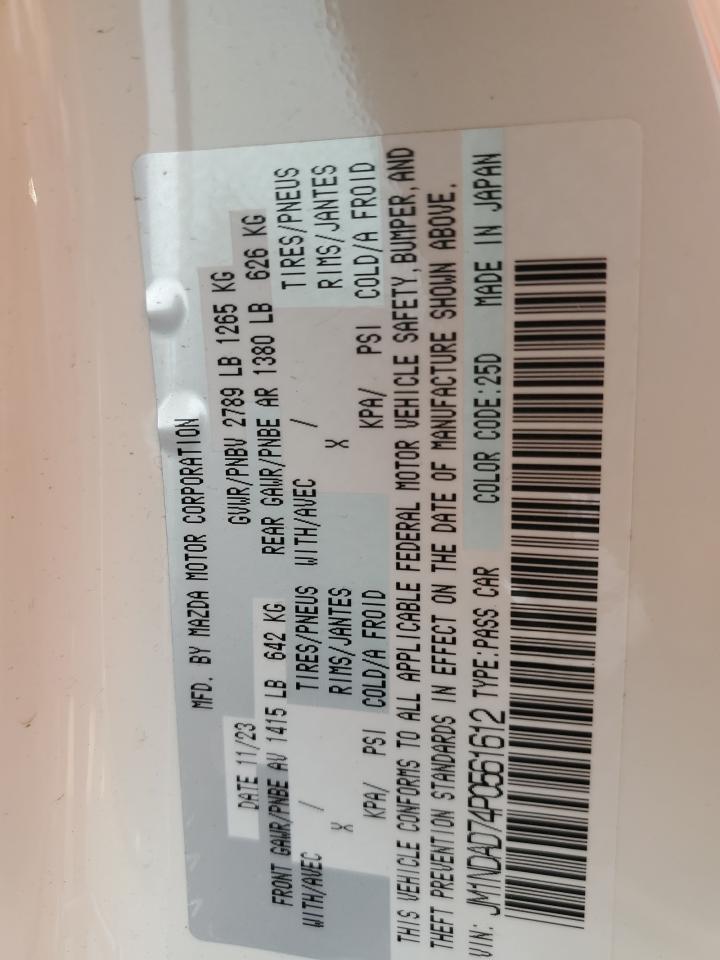 MFD. BY MAZDA MOTOR CORPORATION
DATE 11/23
GVWR/PNBV 2789 LB 1265 KG
FRONT GAWR/PNBE AV 1415 LB 642 KG
REAR GAWR/PNBE AR 1380 LB 626 KG
WITH/AVEC / TIRES/PNEUS
WITH/AVEC / TIRES/PNEUS
X RIMS/JANTES
X RIMS/JANTES
KPA/ PSI COLD/A FROID
KPA/ PSI COLD/A FROID
THIS VEHICLE CONFORMS TO ALL APPLICABLE FEDERAL MOTOR VEHICLE SAFETY,BUMPER,AND
THEFT PREVENTION STANDARDS IN EFFECT ON THE DATE OF MANUFACTURE SHOWN ABOVE.
VIN: JM1NDAD74P0561612 TYPE:PASS CAR COLOR CODE:25D MADE IN JAPAN